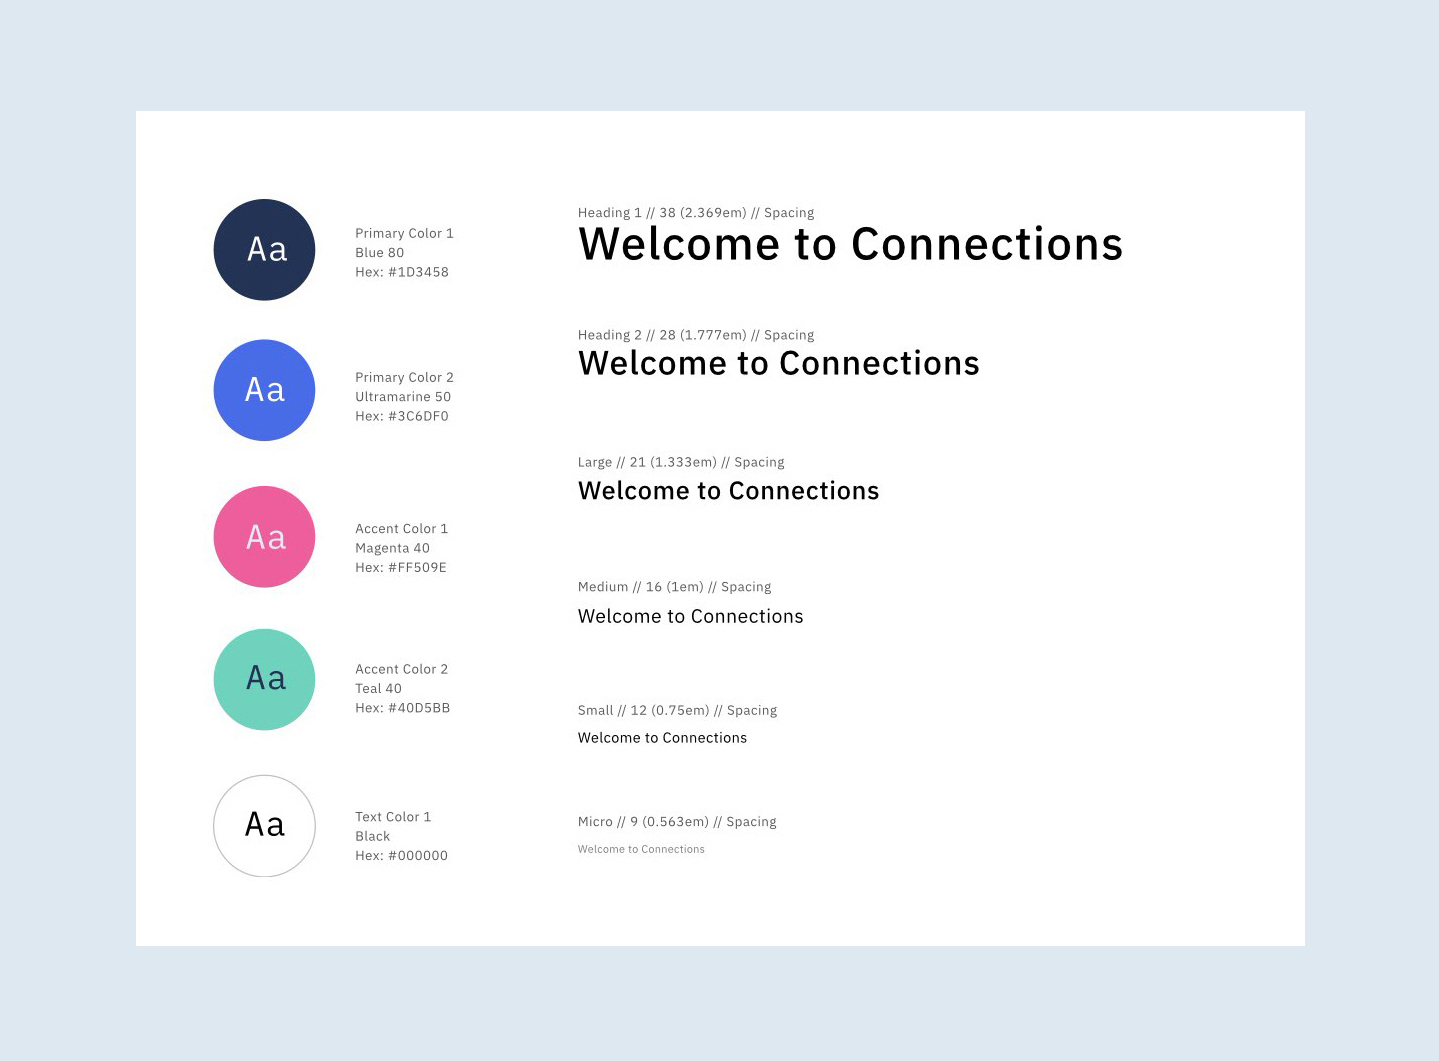 Aa
Primary Color 1
Blue 80
Hex: #1D3458
Aa
Primary Color 2
Ultramarine 50
Hex: #3C6DF0
Aa
Accent Color 1
Magenta 40
Hex: #FF509E
Aa
Accent Color 2
Teal 40
Hex: #40D5BB
Aa
Text Color 1
Black
Hex: #000000
Heading 1 // 38 (2.369em) // Spacing
Welcome to Connections
Heading 2 // 28 (1.777em) // Spacing
Welcome to Connections
Large // 21 (1.333em) // Spacing
Welcome to Connections
Medium // 16 (1em) // Spacing
Welcome to Connections
Small // 12 (0.75em) // Spacing
Welcome to Connections
Micro // 9 (0.563em) // Spacing
Welcome to Connections